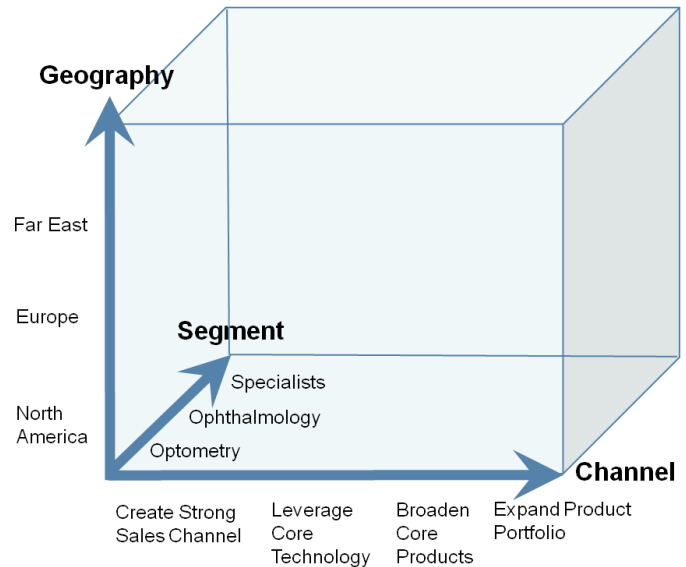 Geography
Far East
Europe
North
America
Segment
Specialists
Ophthalmology
Optometry
Channel
Create Strong
Sales Channel
Leverage
Core
Technology
Broaden
Core
Products
Expand Product
Portfolio